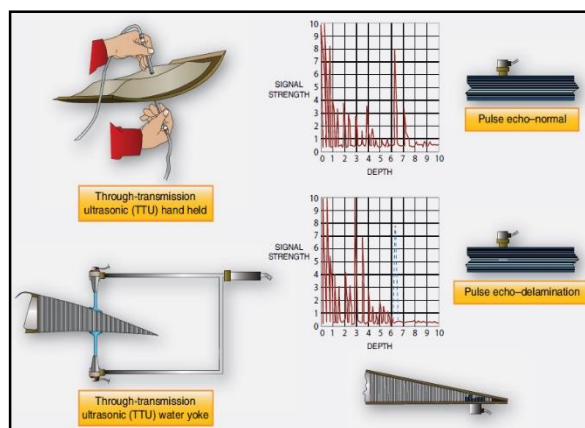 10
9
8
7
6
5
4
3
2
1
0
SIGNAL
STRENGTH
0 1 2 3 4 5 6 7 8 9 10
DEPTH
Pulse echo–normal
Through-transmission
ultrasonic (TTU) hand held
10
9
8
7
6
5
4
3
2
1
0
SIGNAL
STRENGTH
0 1 2 3 4 5 6 7 8 9 10
DEPTH
Pulse echo–delamination
Through-transmission
ultrasonic (TTU) water yoke